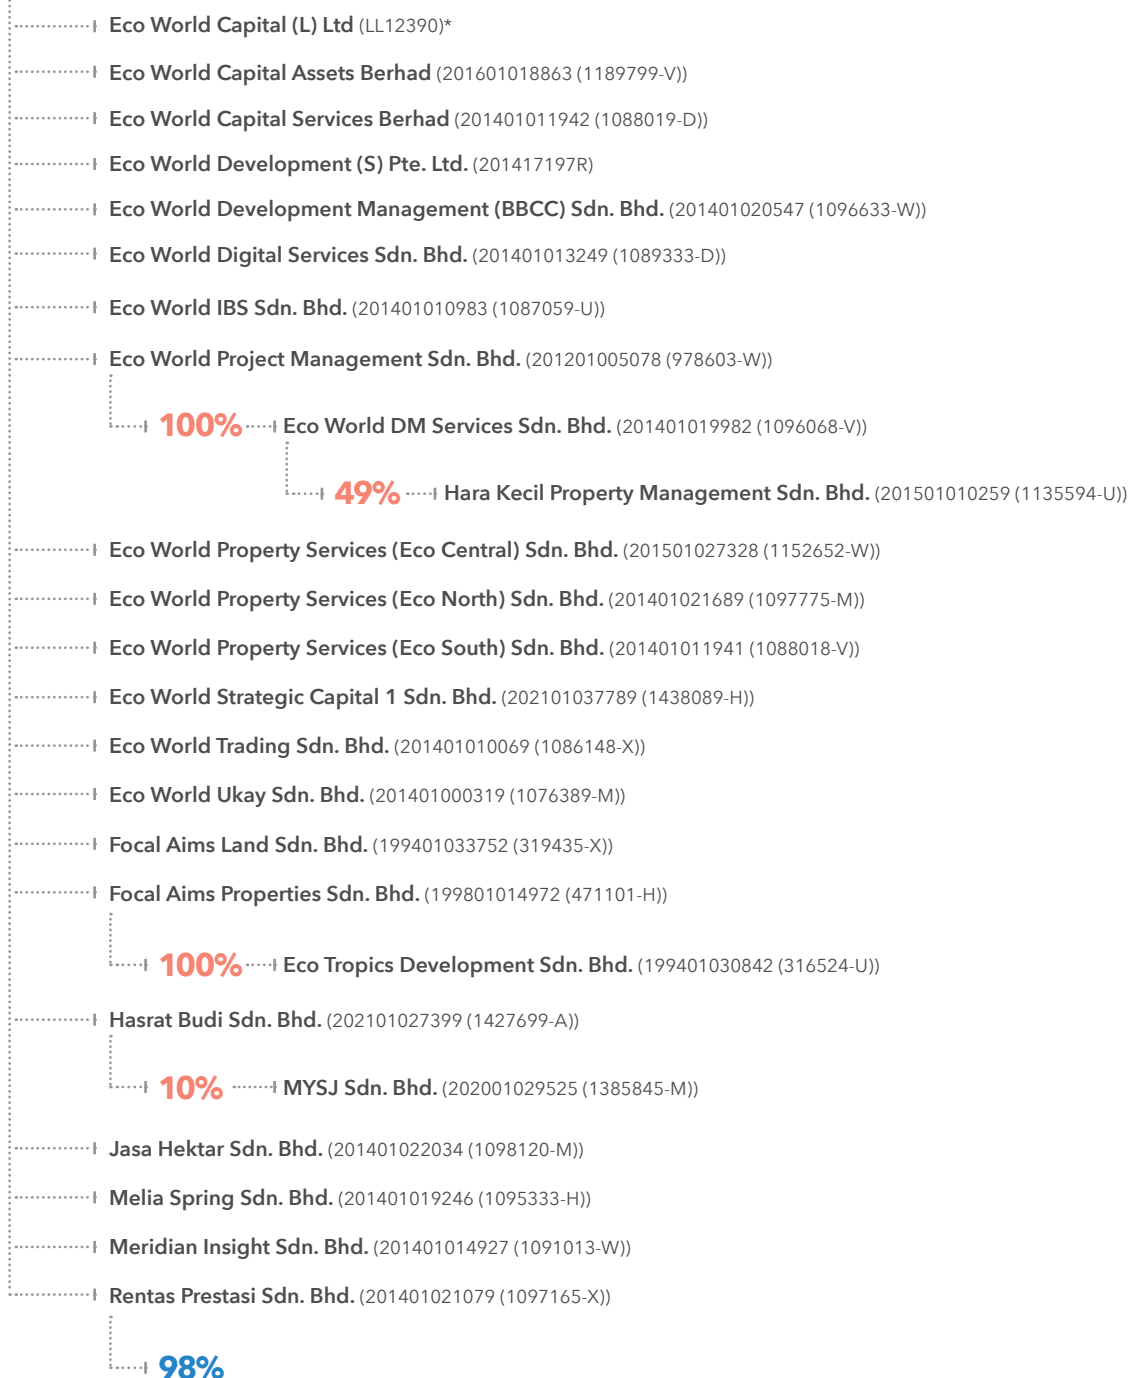 Eco World Capital (L) Ltd (LL12390)*
Eco World Capital Assets Berhad (201601018863 (1189799-V))
Eco World Capital Services Berhad (201401011942 (1088019-D))
Eco World Development (S) Pte. Ltd. (201417197R)
Eco World Development Management (BBCC) Sdn. Bhd. (201401020547 (1096633-W))
Eco World Digital Services Sdn. Bhd. (201401013249 (1089333-D))
Eco World IBS Sdn. Bhd. (201401010983 (1087059-U))
Eco World Project Management Sdn. Bhd. (201201005078 (978603-W))
100% Eco World DM Services Sdn. Bhd. (201401019982 (1096068-V))
49% Hara Kecil Property Management Sdn. Bhd. (201501010259 (1135594-U))
Eco World Property Services (Eco Central) Sdn. Bhd. (201501027328 (1152652-W))
Eco World Property Services (Eco North) Sdn. Bhd. (201401021689 (1097775-M))
Eco World Property Services (Eco South) Sdn. Bhd. (201401011941 (1088018-V))
Eco World Strategic Capital 1 Sdn. Bhd. (202101037789 (1438089-H))
Eco World Trading Sdn. Bhd. (201401010069 (1086148-X))
Eco World Ukay Sdn. Bhd. (201401000319 (1076389-M))
Focal Aims Land Sdn. Bhd. (199401033752 (319435-X))
Focal Aims Properties Sdn. Bhd. (199801014972 (471101-H))
100% Eco Tropics Development Sdn. Bhd. (199401030842 (316524-U))
Hasrat Budi Sdn. Bhd. (202101027399 (1427699-A))
10% MYSJ Sdn. Bhd. (202001029525 (1385845-M))
Jasa Hektar Sdn. Bhd. (201401022034 (1098120-M))
Melia Spring Sdn. Bhd. (201401019246 (1095333-H))
Meridian Insight Sdn. Bhd. (201401014927 (1091013-W))
Rentas Prestasi Sdn. Bhd. (201401021079 (1097165-X))
98%